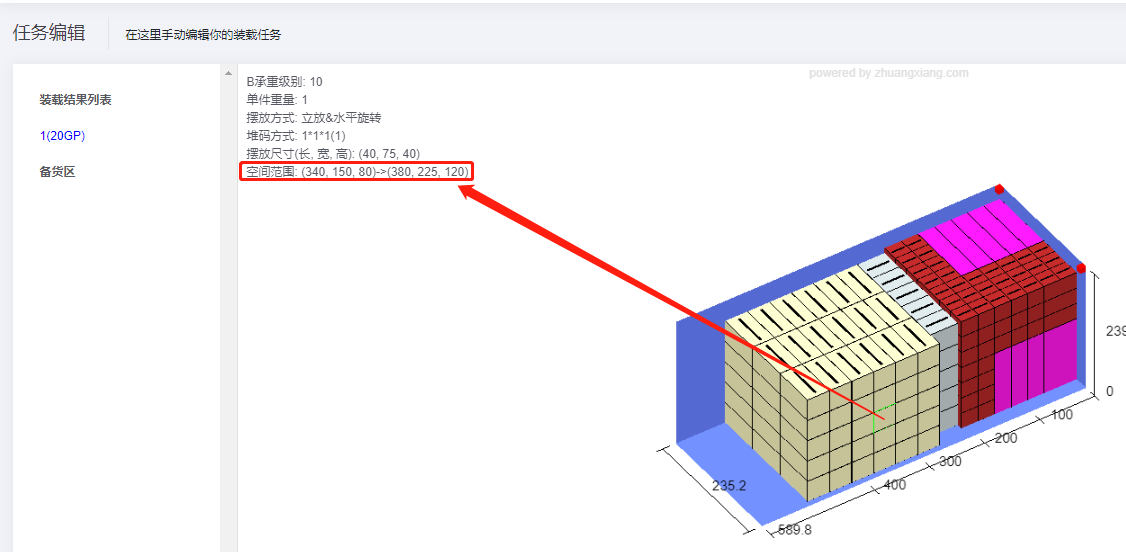 任务编辑
在这里手动编辑你的装载任务
装载结果列表
1(20GP)
备货区
powered by zhuangxiang.com
B承重级别: 10
单件重量: 1
摆放方式: 立放&水平旋转
堆码方式: 1*1*1(1)
摆放尺寸(长, 宽, 高): (40, 75, 40)
空间范围: (340, 150, 80)->(380, 225, 120)
239
0
100
200
300
400
235.2
589.8